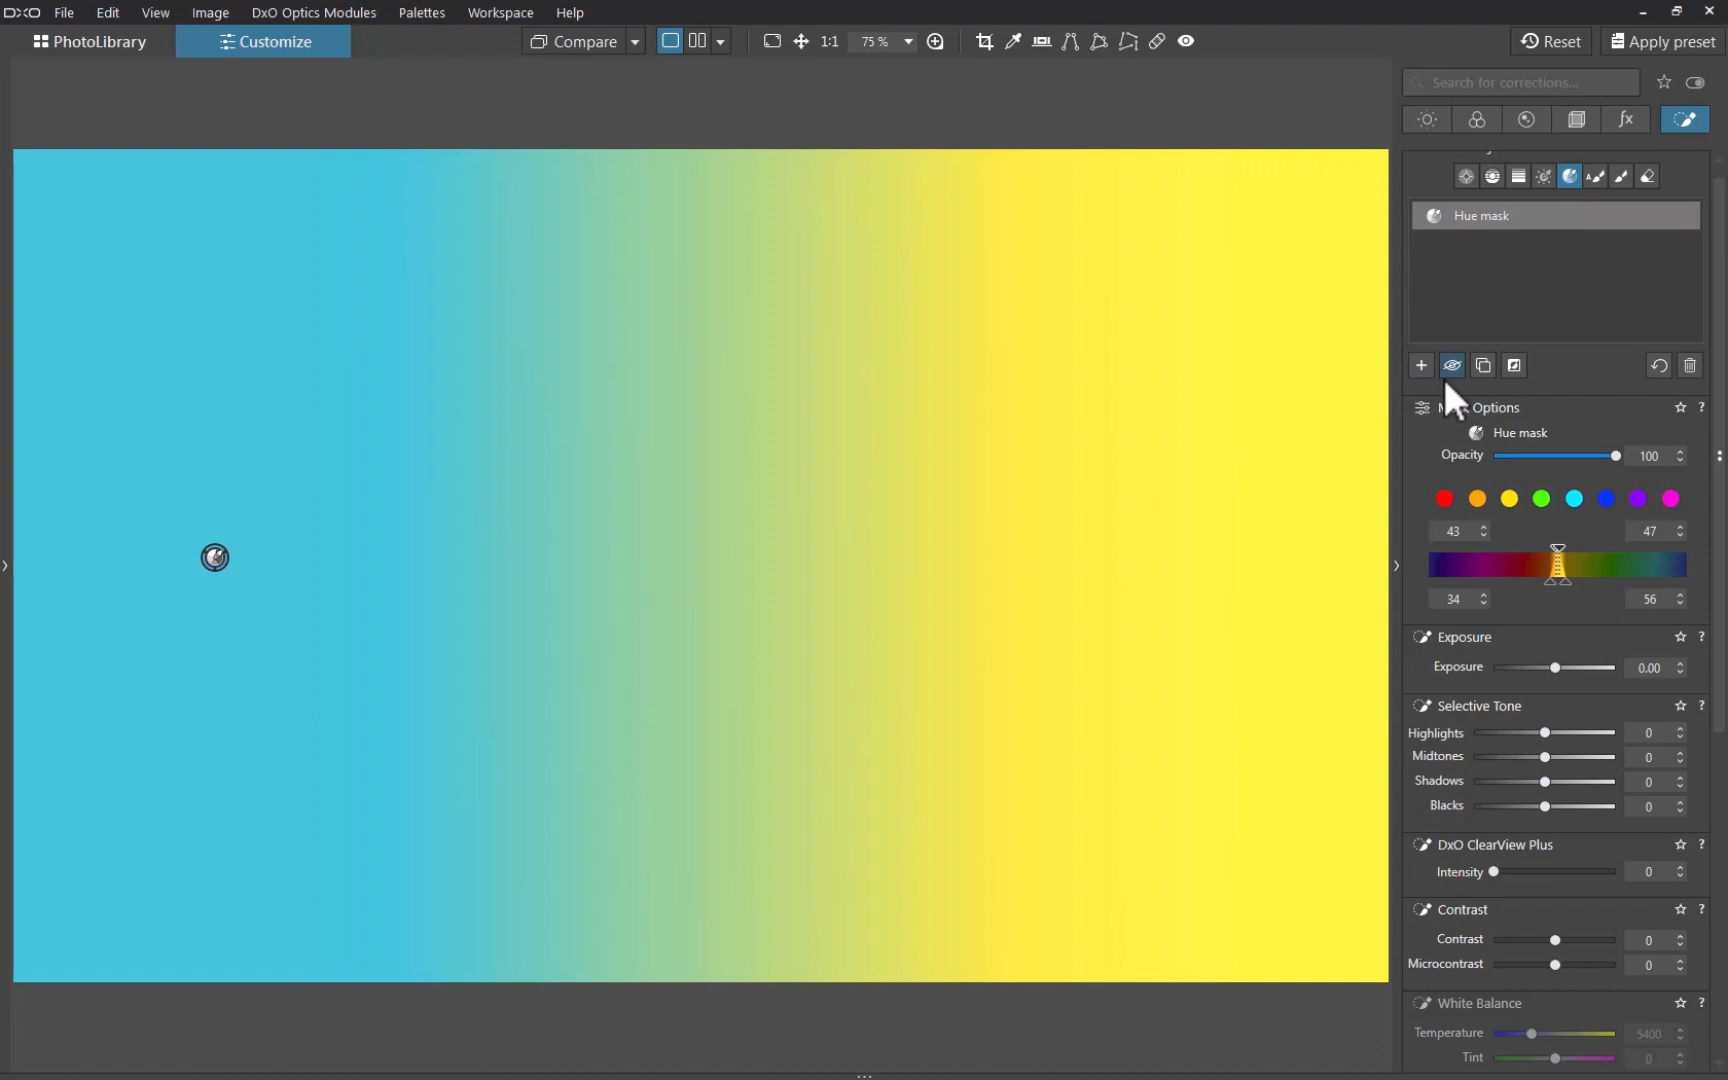 DXO File Edit View Image DxO Optics Modules Palettes Workspace Help
PhotoLibrary Customize Compare 1:1 75 % Reset Apply preset
Search for corrections...
fx
A
Hue mask
Options ?
Hue mask
Opacity 100
43 47
34 56
Exposure ?
Exposure 0.00
Selective Tone ?
Highlights 0
Midtones 0
Shadows 0
Blacks 0
DxO ClearView Plus ?
Intensity 0
Contrast ?
Contrast 0
Microcontrast 0
White Balance ?
Temperature 5400
Tint 0